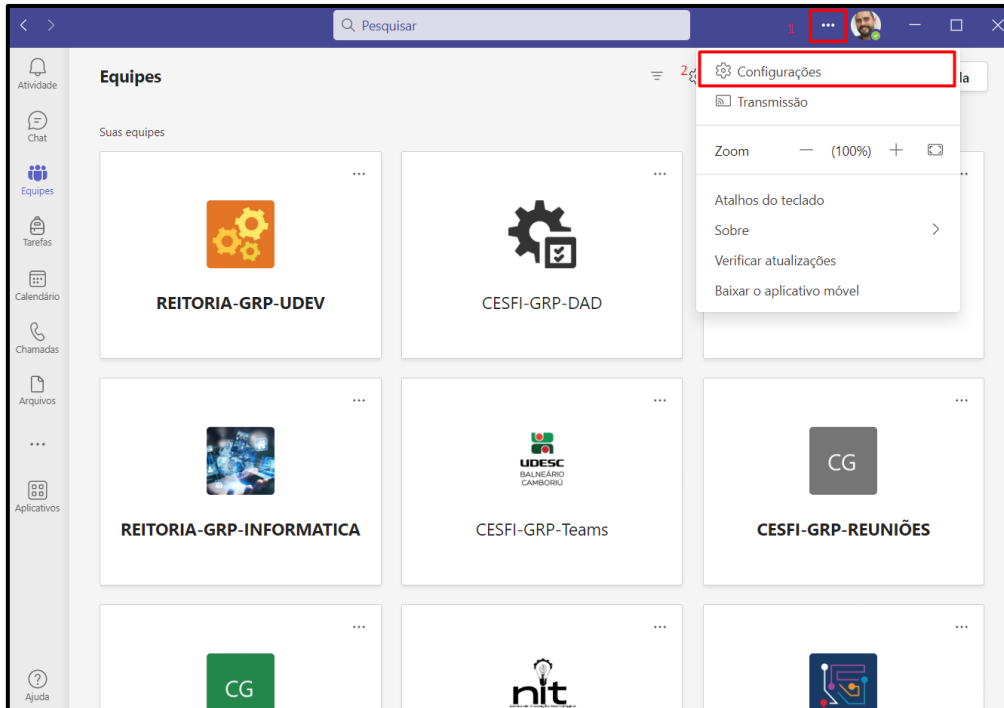 Pesquisar
1
Atividade
Chat
Equipes
Tarefas
Calendário
Chamadas
Arquivos
Aplicativos
Ajuda
Equipes
2
Configurações
Transmissão
Zoom — (100%) +
Atalhos do teclado
Sobre
Verificar atualizações
Baixar o aplicativo móvel
Suas equipes
REITORIA-GRP-UDEV
CESFI-GRP-DAD
REITORIA-GRP-INFORMATICA
UDESC
BALNEÁRIO
CAMBORIÚ
CESFI-GRP-Teams
CG
CESFI-GRP-REUNIÕES
CG
nit